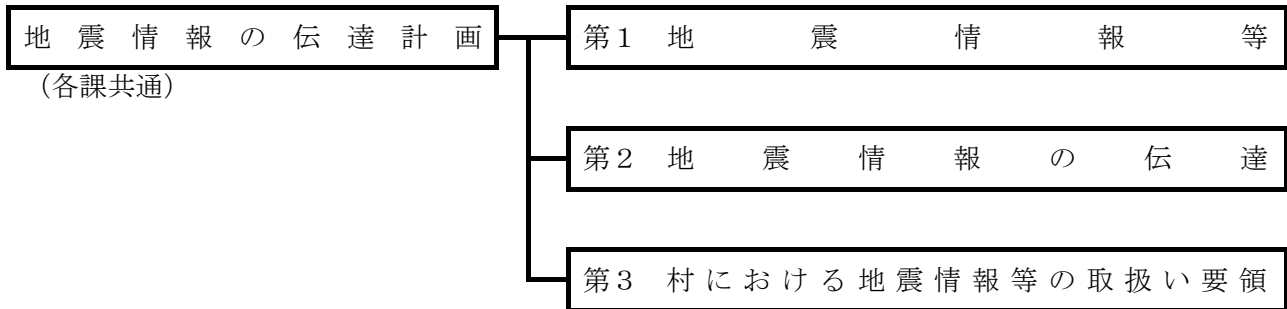 地震情報の伝達計画
（各課共通）
第１ 地震情報等
第２ 地震情報の伝達
第３ 村における地震情報等の取扱い要領